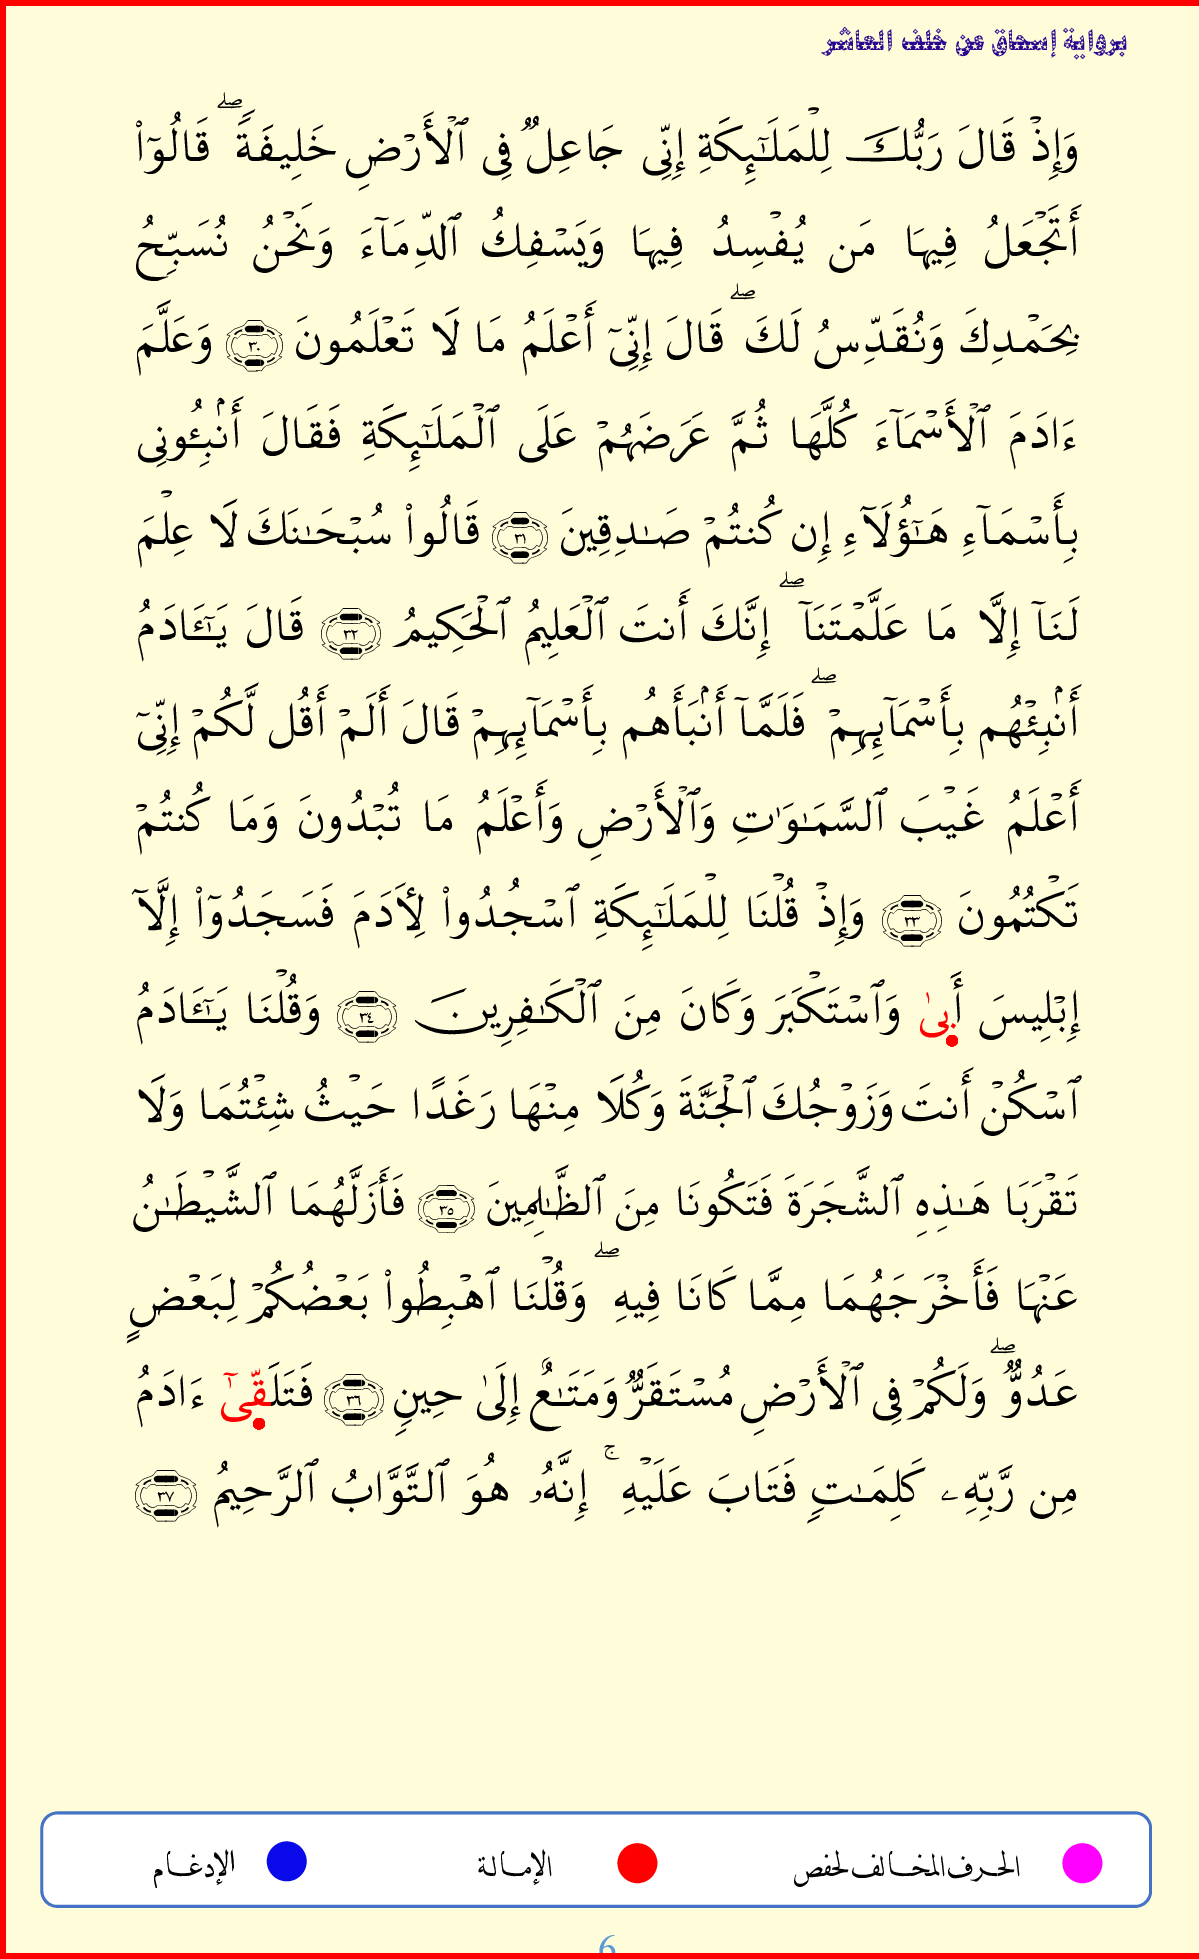 برواية إسحاق عن خلف العاشر
وَإِذۡ قَالَ رَبُّكَ لِلۡمَلَٰٓئِكَةِ إِنِّي جَاعِلٞ فِي ٱلۡأَرۡضِ خَلِيفَةٗۖ قَالُوٓاْ
أَتَجۡعَلُ فِيهَا مَن يُفۡسِدُ فِيهَا وَيَسۡفِكُ ٱلدِّمَآءَ وَنَحۡنُ نُسَبِّحُ
بِحَمۡدِكَ وَنُقَدِّسُ لَكَۖ قَالَ إِنِّيٓ أَعۡلَمُ مَا لَا تَعۡلَمُونَ ٣٠ وَعَلَّمَ
ءَادَمَ ٱلۡأَسۡمَآءَ كُلَّهَا ثُمَّ عَرَضَهُمۡ عَلَى ٱلۡمَلَٰٓئِكَةِ فَقَالَ أَنۢبِـُٔونِي
بِأَسۡمَآءِ هَٰٓؤُلَآءِ إِن كُنتُمۡ صَٰدِقِينَ ٣١ قَالُواْ سُبۡحَٰنَكَ لَا عِلۡمَ
لَنَآ إِلَّا مَا عَلَّمۡتَنَآۖ إِنَّكَ أَنتَ ٱلۡعَلِيمُ ٱلۡحَكِيمُ ٣٢ قَالَ يَٰٓـَٔادَمُ
أَنۢبِئۡهُم بِأَسۡمَآئِهِمۡۖ فَلَمَّآ أَنۢبَأَهُم بِأَسۡمَآئِهِمۡ قَالَ أَلَمۡ أَقُل لَّكُمۡ إِنِّيٓ
أَعۡلَمُ غَيۡبَ ٱلسَّمَٰوَٰتِ وَٱلۡأَرۡضِ وَأَعۡلَمُ مَا تُبۡدُونَ وَمَا كُنتُمۡ
تَكۡتُمُونَ ٣٣ وَإِذۡ قُلۡنَا لِلۡمَلَٰٓئِكَةِ ٱسۡجُدُواْ لِأٓدَمَ فَسَجَدُوٓاْ إِلَّآ
إِبۡلِيسَ أَبىٰ وَٱسۡتَكۡبَرَ وَكَانَ مِنَ ٱلۡكَٰفِرِينَ ٣٤ وَقُلۡنَا يَٰٓـَٔادَمُ
ٱسۡكُنۡ أَنتَ وَزَوۡجُكَ ٱلۡجَنَّةَ وَكُلَا مِنۡهَا رَغَدًا حَيۡثُ شِئۡتُمَا وَلَا
تَقۡرَبَا هَٰذِهِ ٱلشَّجَرَةَ فَتَكُونَا مِنَ ٱلظَّٰلِمِينَ ٣٥ فَأَزَلَّهُمَا ٱلشَّيۡطَٰنُ
عَنۡهَا فَأَخۡرَجَهُمَا مِمَّا كَانَا فِيهِۖ وَقُلۡنَا ٱهۡبِطُواْ بَعۡضُكُمۡ لِبَعۡضٍ
عَدُوّٞۖ وَلَكُمۡ فِي ٱلۡأَرۡضِ مُسۡتَقَرّٞ وَمَتَٰعٌ إِلَىٰ حِينٖ ٣٦ فَتَلَقّىٰٓ ءَادَمُ
مِن رَّبِّهِۦ كَلِمَٰتٖ فَتَابَ عَلَيۡهِۚ إِنَّهُۥ هُوَ ٱلتَّوَّابُ ٱلرَّحِيمُ ٣٧
الحرف المخالف لحفص الإمالة الإدغام
6